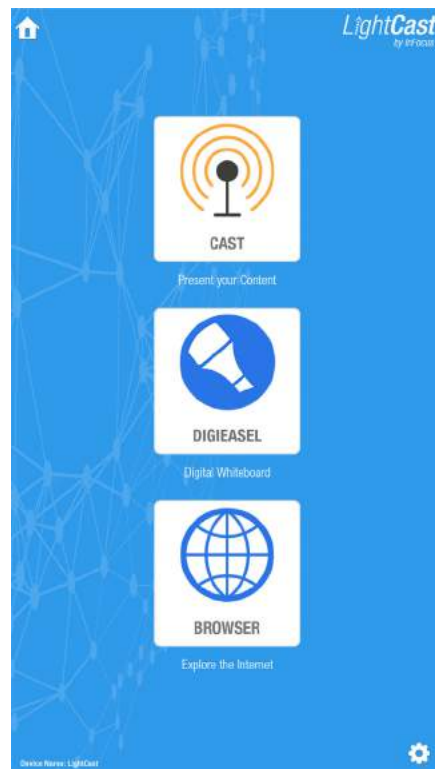 LightCast
by InFocus
CAST
Present your Content
DIGIEASEL
Digital Whiteboard
BROWSER
Explore the Internet
Device Name: LightCast